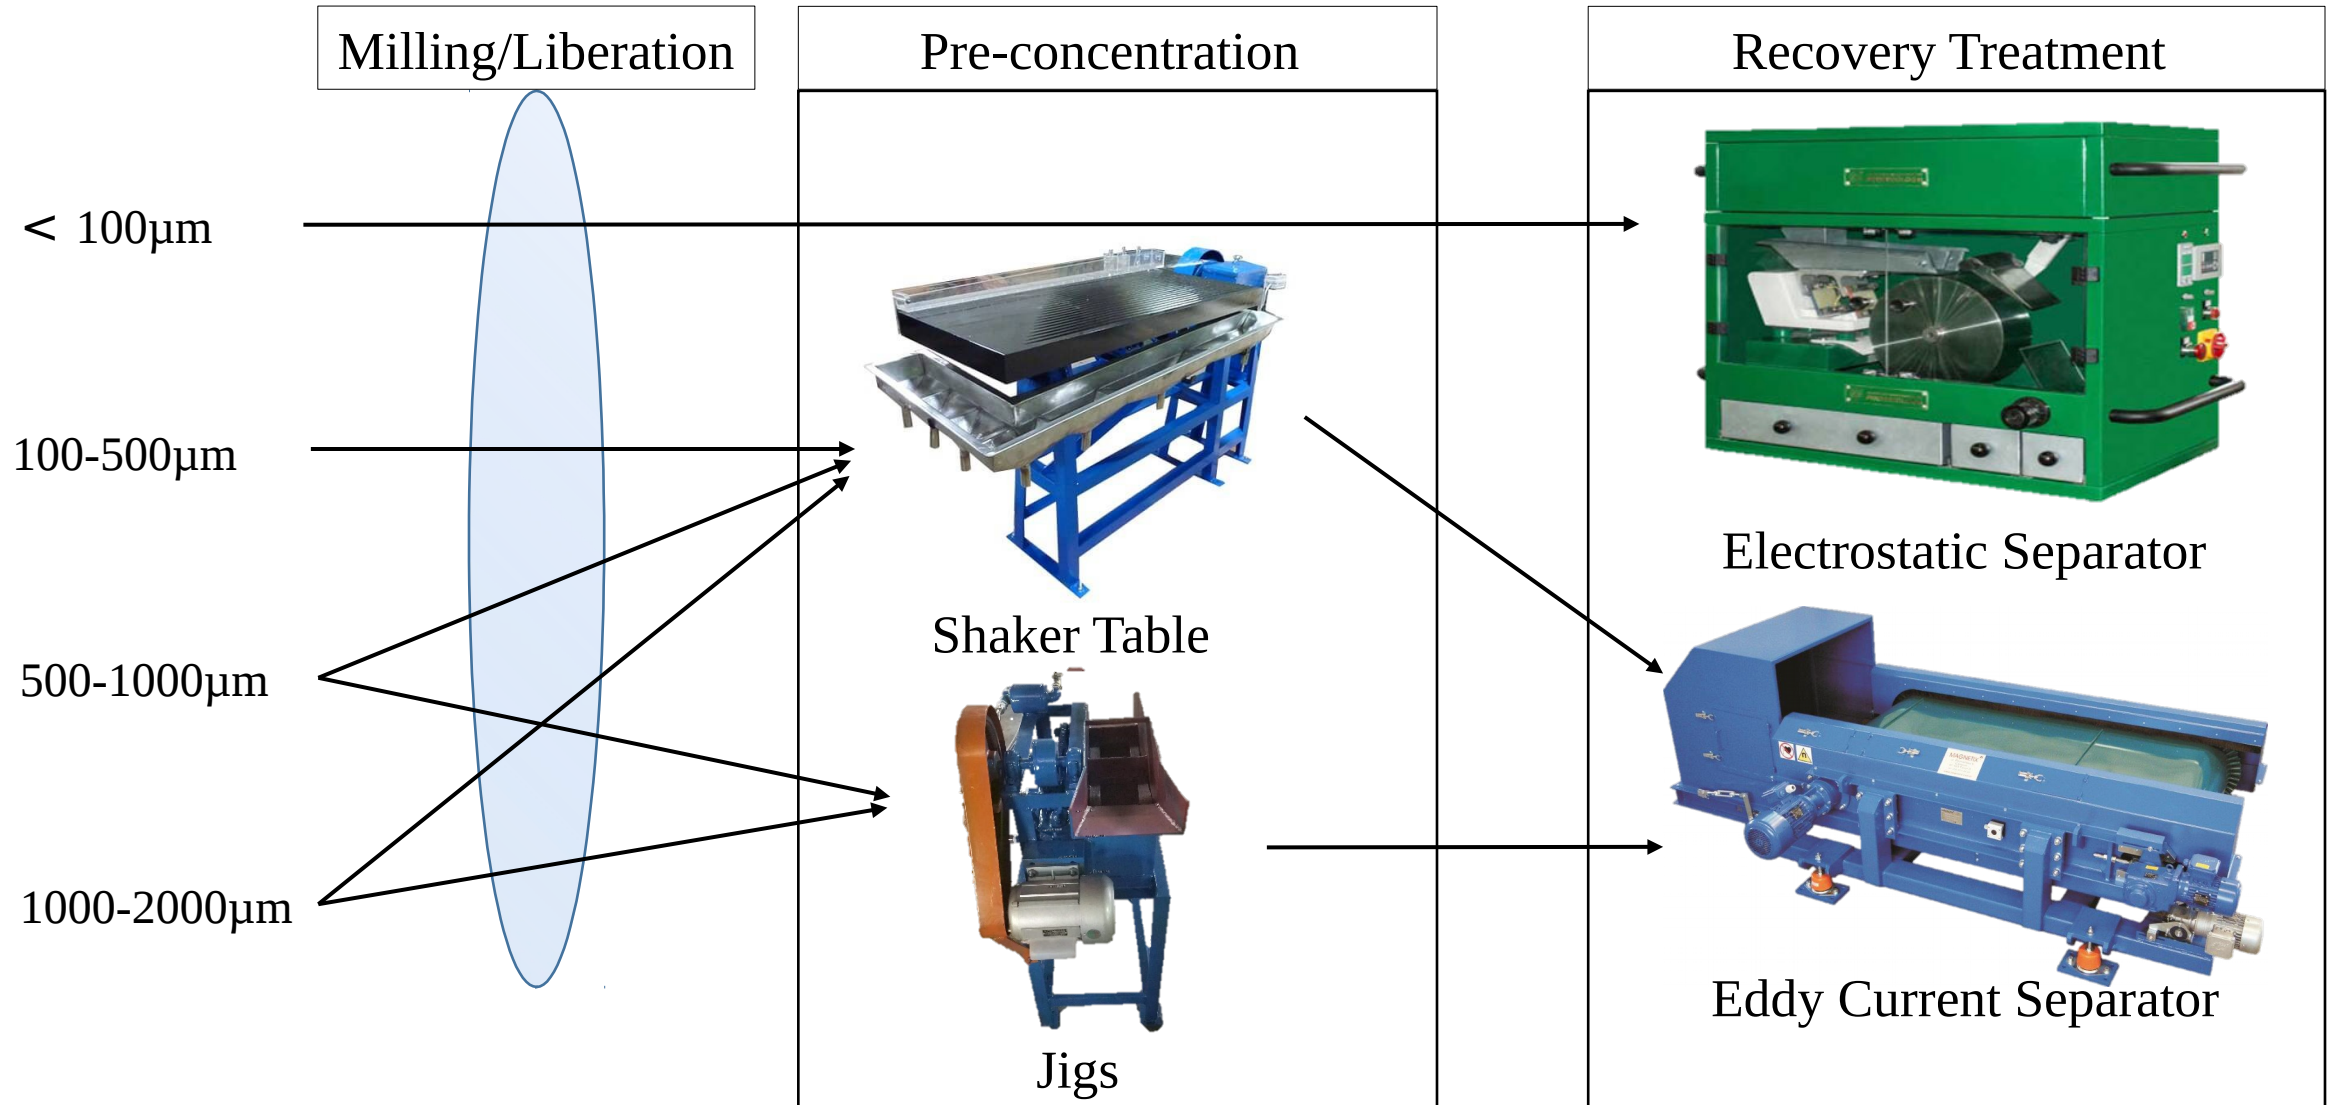 Milling/Liberation
Pre-concentration
Recovery Treatment
< 100µm
100-500µm
500-1000µm
1000-2000µm
Shaker Table
Jigs
Electrostatic Separator
Eddy Current Separator